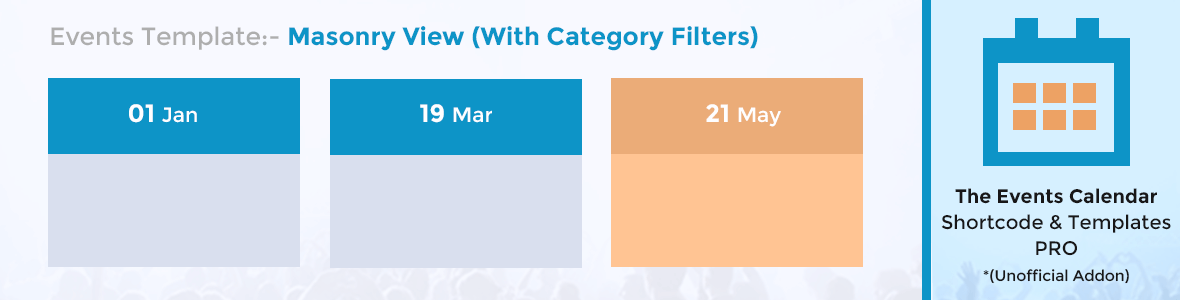 Events Template:- Masonry View (With Category Filters)
01 Jan
19 Mar
21 May
The Events Calendar
Shortcode & Templates
PRO
*(Unofficial Addon)